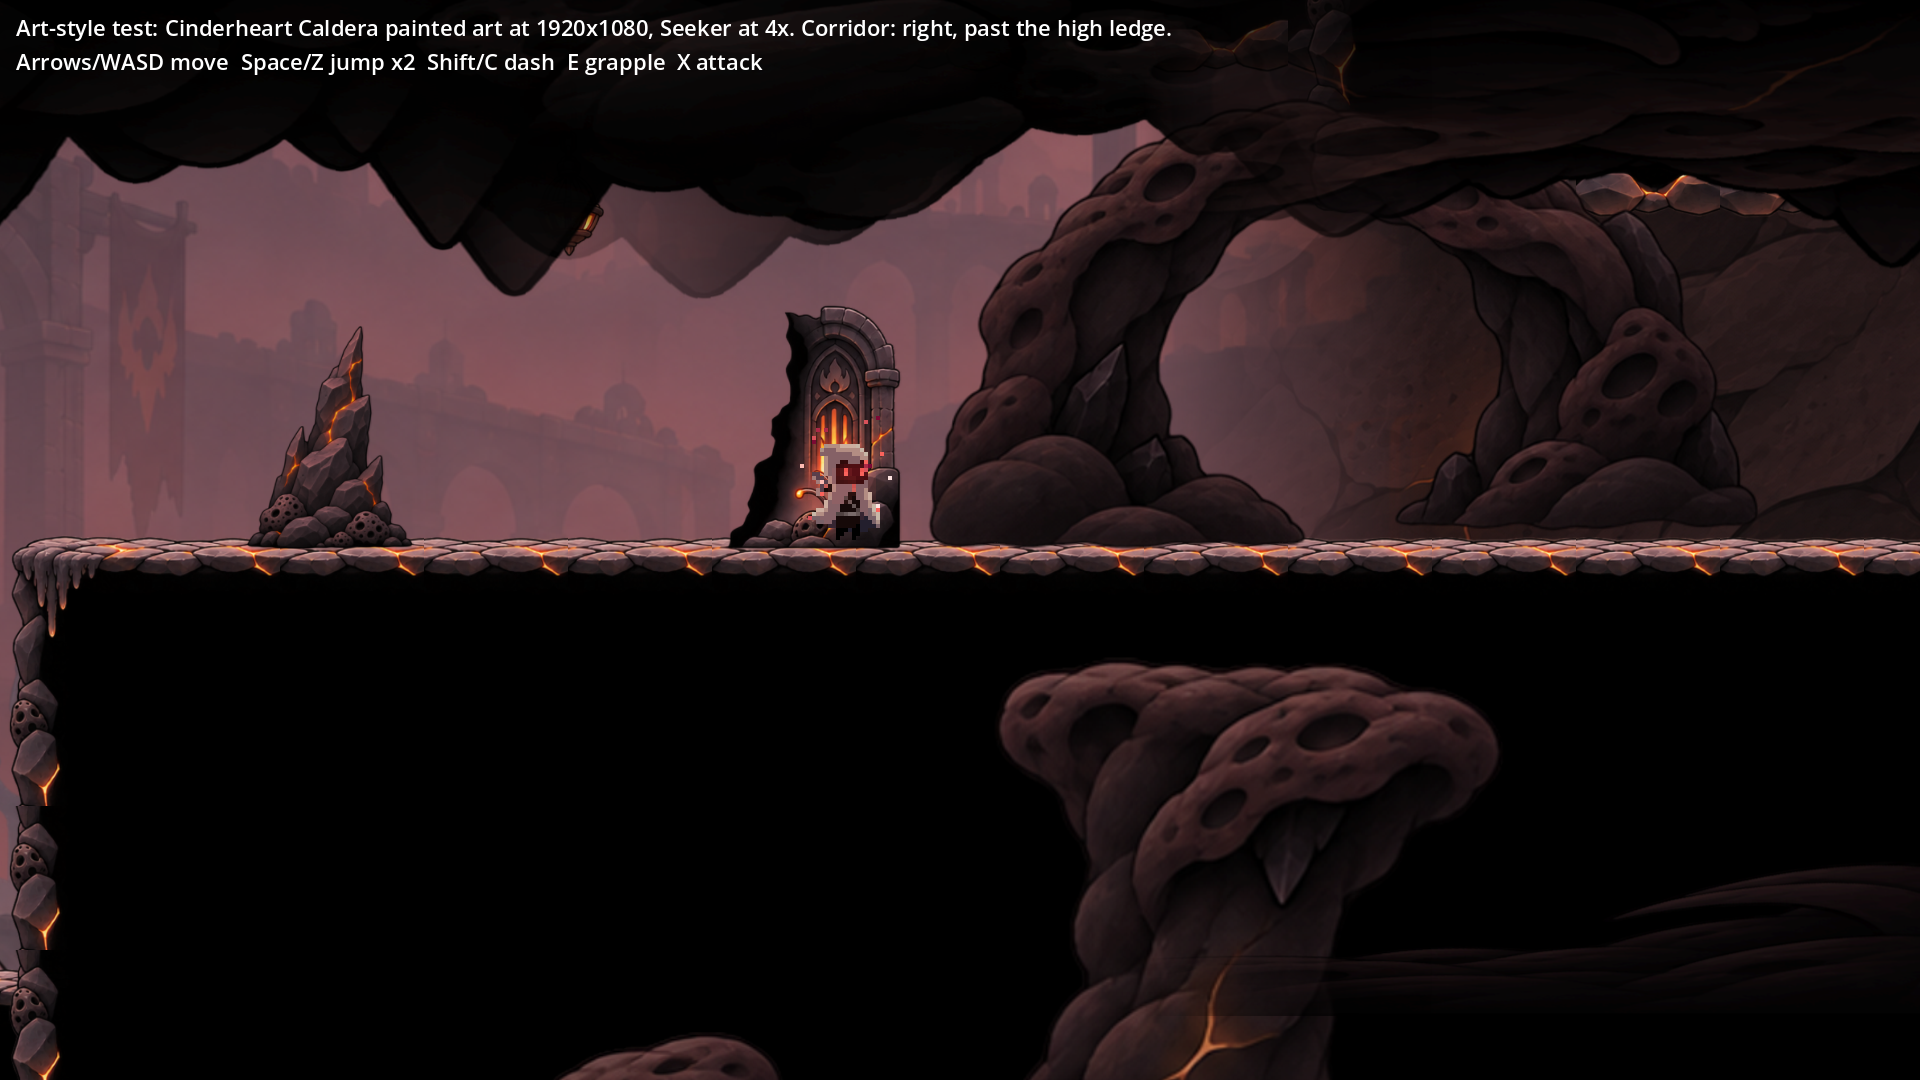 Art-style test: Cinderheart Caldera painted art at 1920x1080, Seeker at 4x. Corridor: right, past the high ledge.
Arrows/WASD move  Space/Z jump x2  Shift/C dash  E grapple  X attack